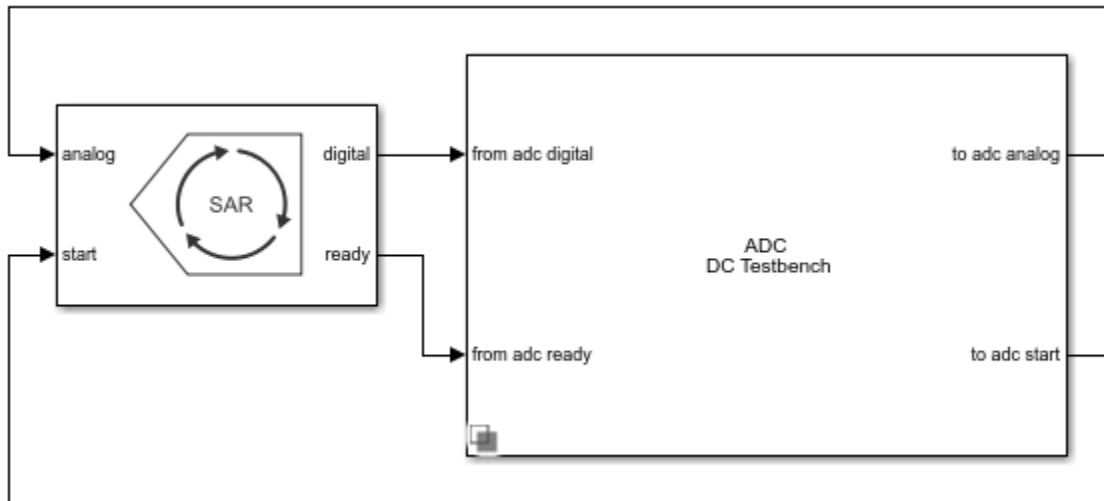 analog
SAR
digital
start
ready
from adc digital
to adc analog
ADC
DC Testbench
from adc ready
to adc start